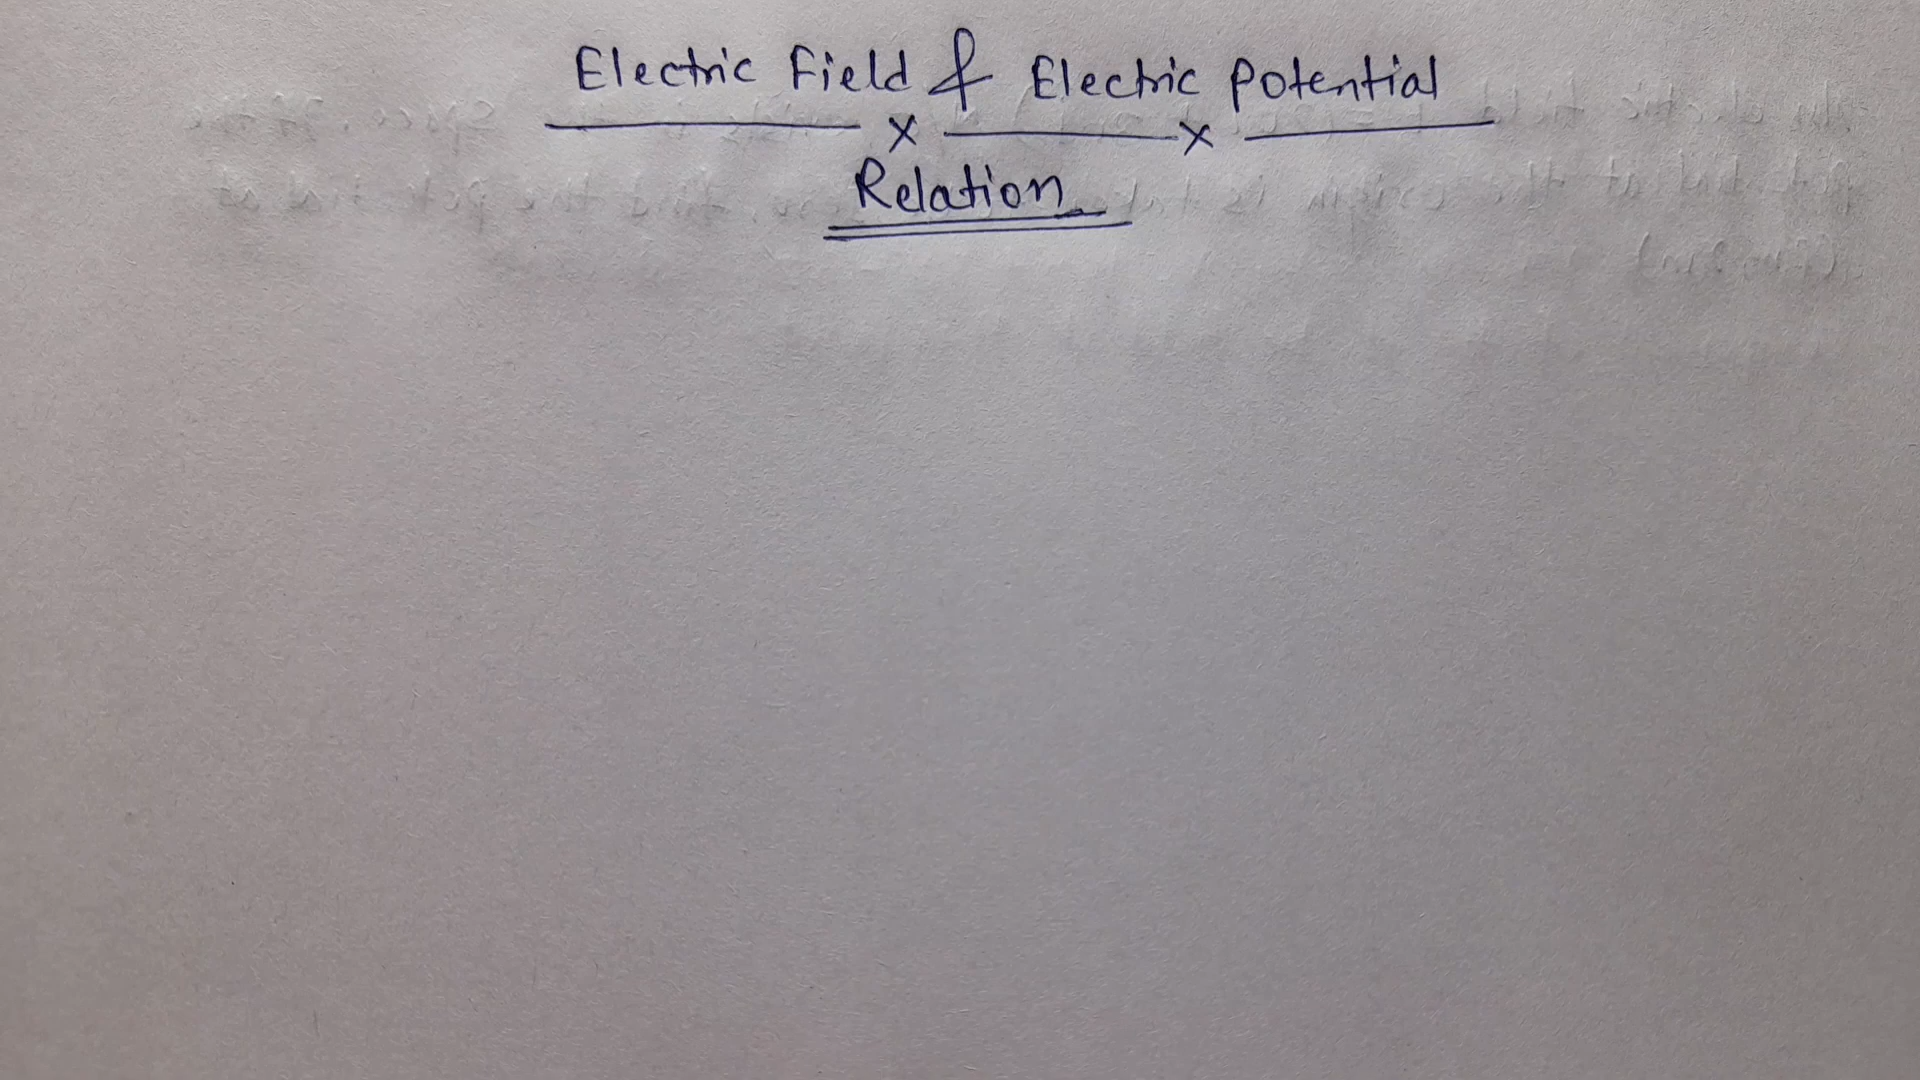 Electric Field & Electric Potential
x x
Relation